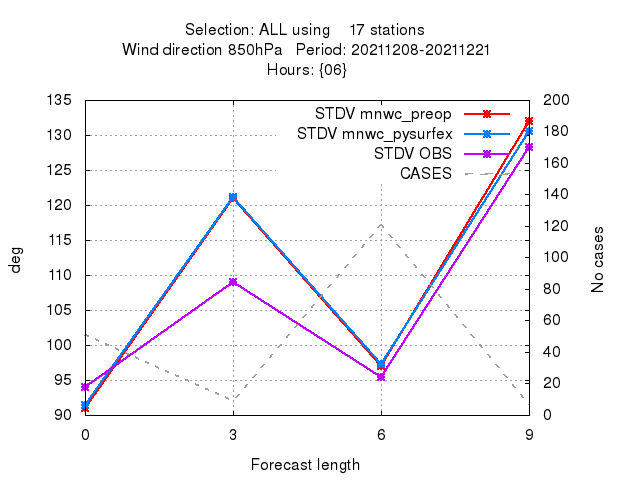 Selection: ALL using 17 stations
Wind direction 850hPa Period: 20211208-20211221
Hours: {06}
135 200
STDV mnwc_preop
130 180
STDV mnwc_pysurfex
STDV OBS
160
125
CASES
140
120
120
115
100
110
80
105
60
100
40
95
20
90 0
0 3 6 9
deg
No cases
Forecast length